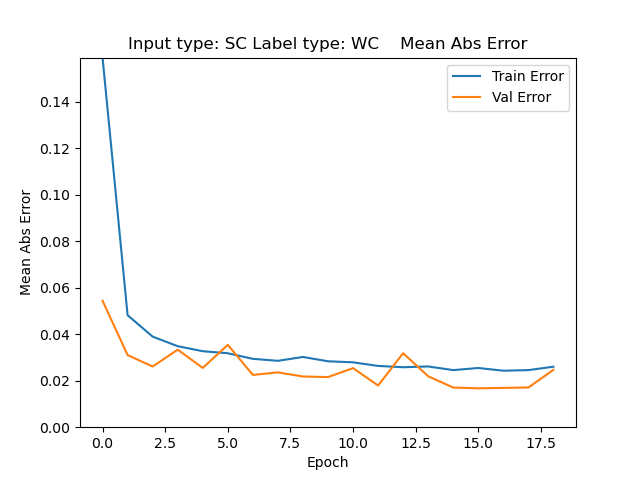 Input type: SC Label type: WC    Mean Abs Error
Train Error
Val Error
0.14
0.12
0.10
0.08
0.06
0.04
0.02
0.00
Mean Abs Error
0.0 2.5 5.0 7.5 10.0 12.5 15.0 17.5
Epoch